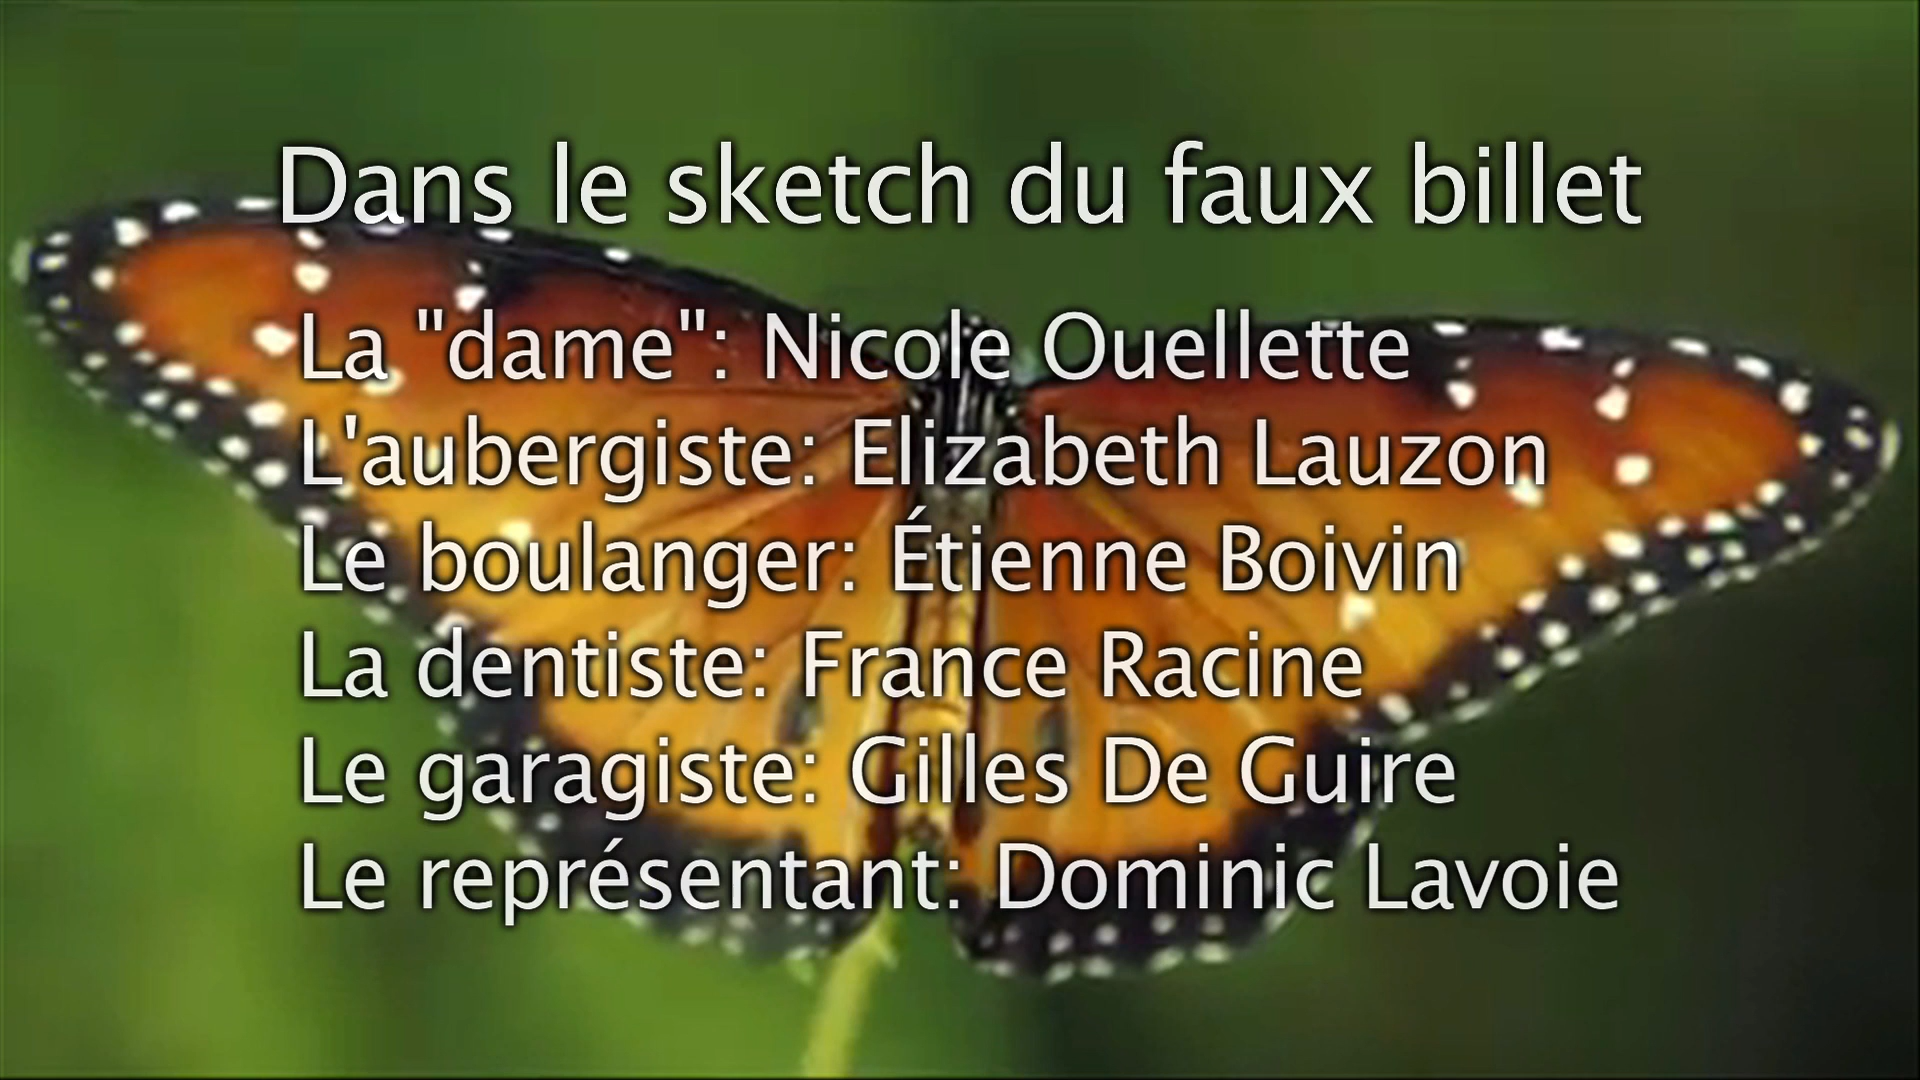 Dans le sketch du faux billet
La "dame": Nicole Ouellette
L'aubergiste: Elizabeth Lauzon
Le boulanger: Étienne Boivin
La dentiste: France Racine
Le garagiste: Gilles De Guire
Le représentant: Dominic Lavoie